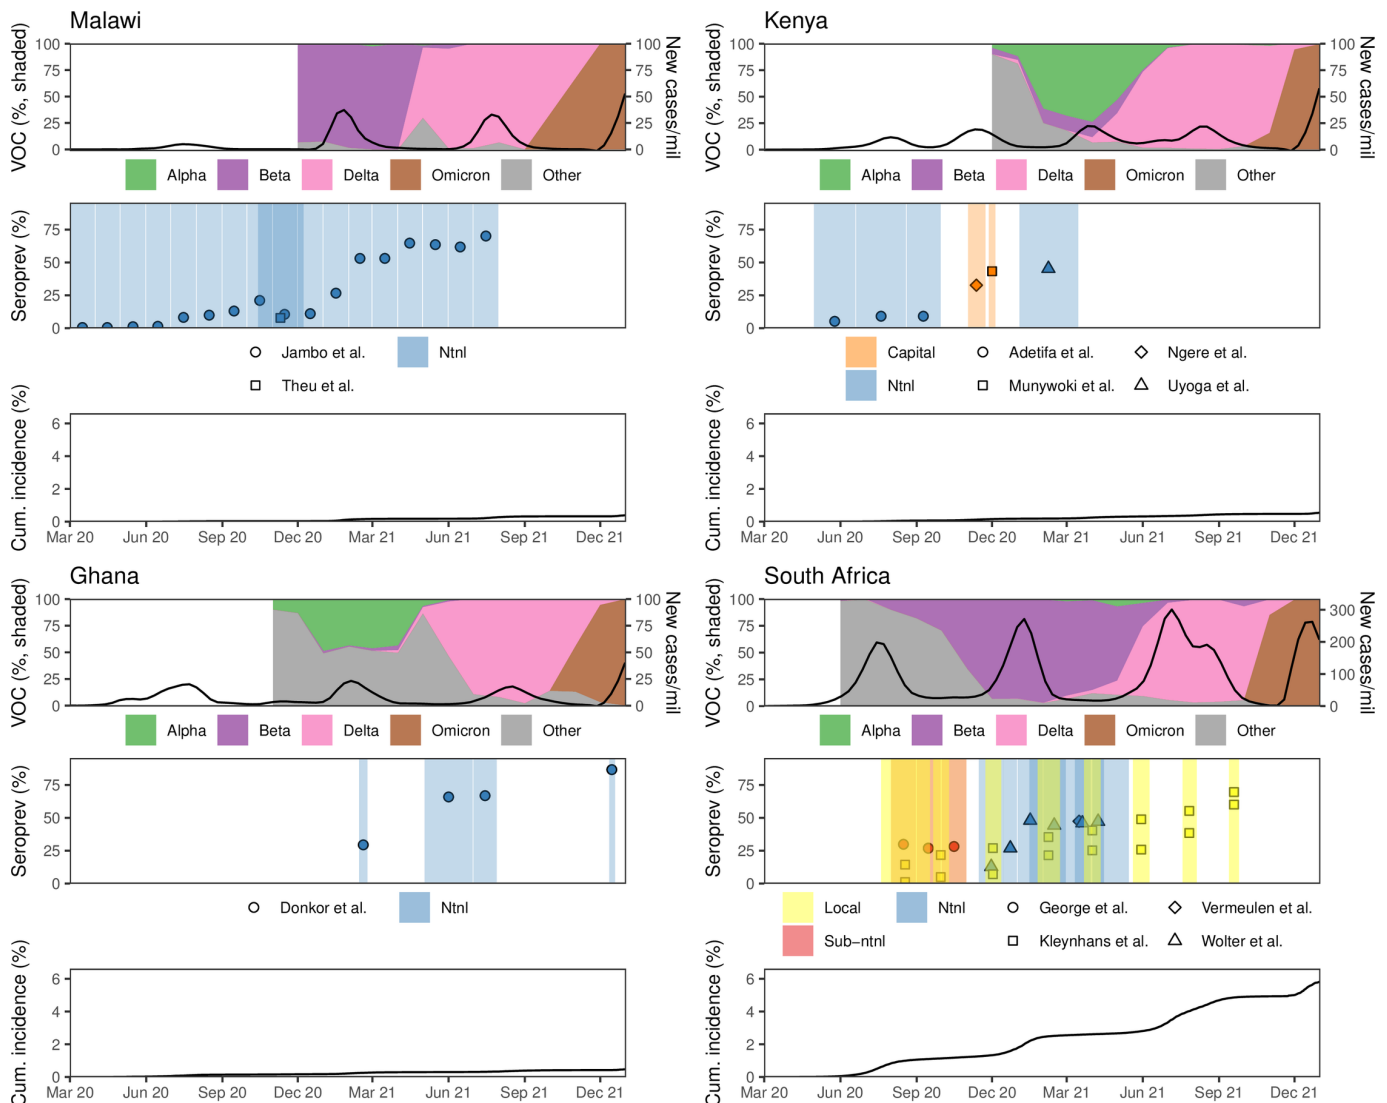 Malawi
VOC (%, shaded)
100
75
50
25
0
100
75
50
25
0
New cases/mil
Alpha
Beta
Delta
Omicron
Other
Seroprev (%)
75
50
25
0
Jambo et al.
Ntnl
Theu et al.
Cum. incidence (%)
6
4
2
0
Mar 20 Jun 20 Sep 20 Dec 20 Mar 21 Jun 21 Sep 21 Dec 21
Kenya
VOC (%, shaded)
100
75
50
25
0
100
75
50
25
0
New cases/mil
Alpha
Beta
Delta
Omicron
Other
Seroprev (%)
75
50
25
0
Capital
Adetifa et al.
Ngere et al.
Ntnl
Munywoki et al.
Uyoga et al.
Cum. incidence (%)
6
4
2
0
Mar 20 Jun 20 Sep 20 Dec 20 Mar 21 Jun 21 Sep 21 Dec 21
Ghana
VOC (%, shaded)
100
75
50
25
0
100
75
50
25
0
New cases/mil
Alpha
Beta
Delta
Omicron
Other
Seroprev (%)
75
50
25
0
Donkor et al.
Ntnl
Cum. incidence (%)
6
4
2
0
Mar 20 Jun 20 Sep 20 Dec 20 Mar 21 Jun 21 Sep 21 Dec 21
South Africa
VOC (%, shaded)
100
75
50
25
0
300
200
100
0
New cases/mil
Alpha
Beta
Delta
Omicron
Other
Seroprev (%)
75
50
25
0
Local
Ntnl
George et al.
Vermeulen et al.
Sub−ntnl
Kleynhans et al.
Wolter et al.
Cum. incidence (%)
6
4
2
0
Mar 20 Jun 20 Sep 20 Dec 20 Mar 21 Jun 21 Sep 21 Dec 21